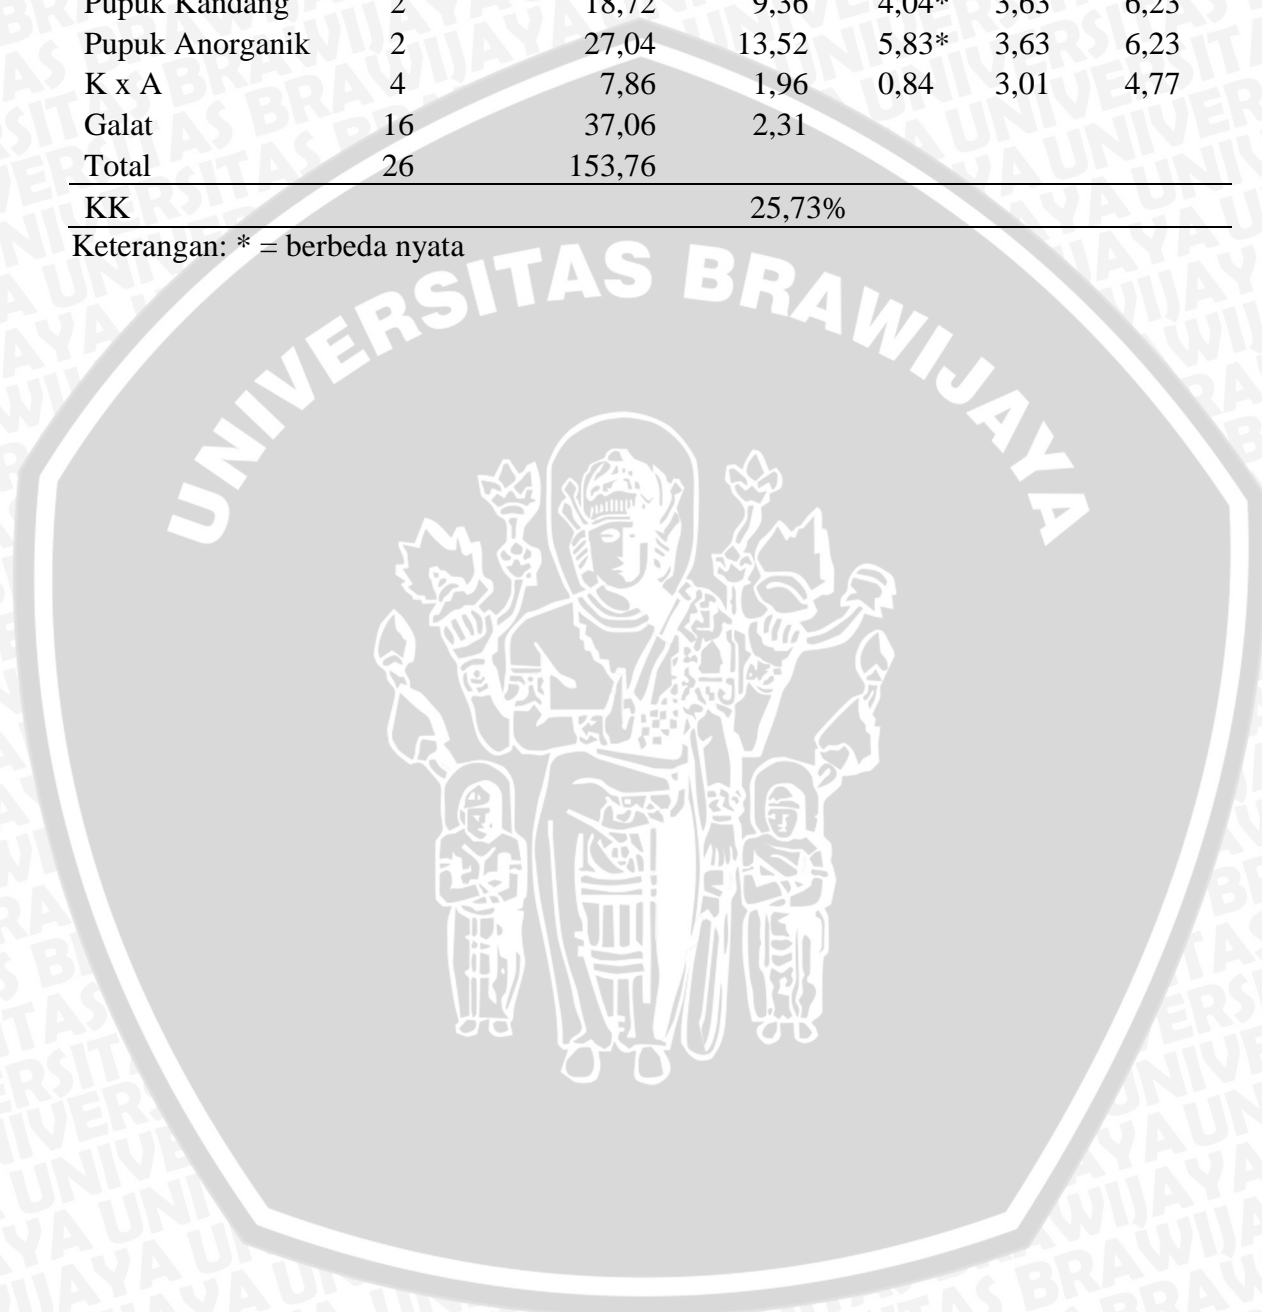 Pupuk Kandang 2 18,72 9,36 4,04* 3,63 6,23
Pupuk Anorganik 2 27,04 13,52 5,83* 3,63 6,23
K x A 4 7,86 1,96 0,84 3,01 4,77
Galat 16 37,06 2,31
Total 26 153,76
KK 25,73%
Keterangan: * = berbeda nyata
UNIVERSITAS BRAWIJAYA